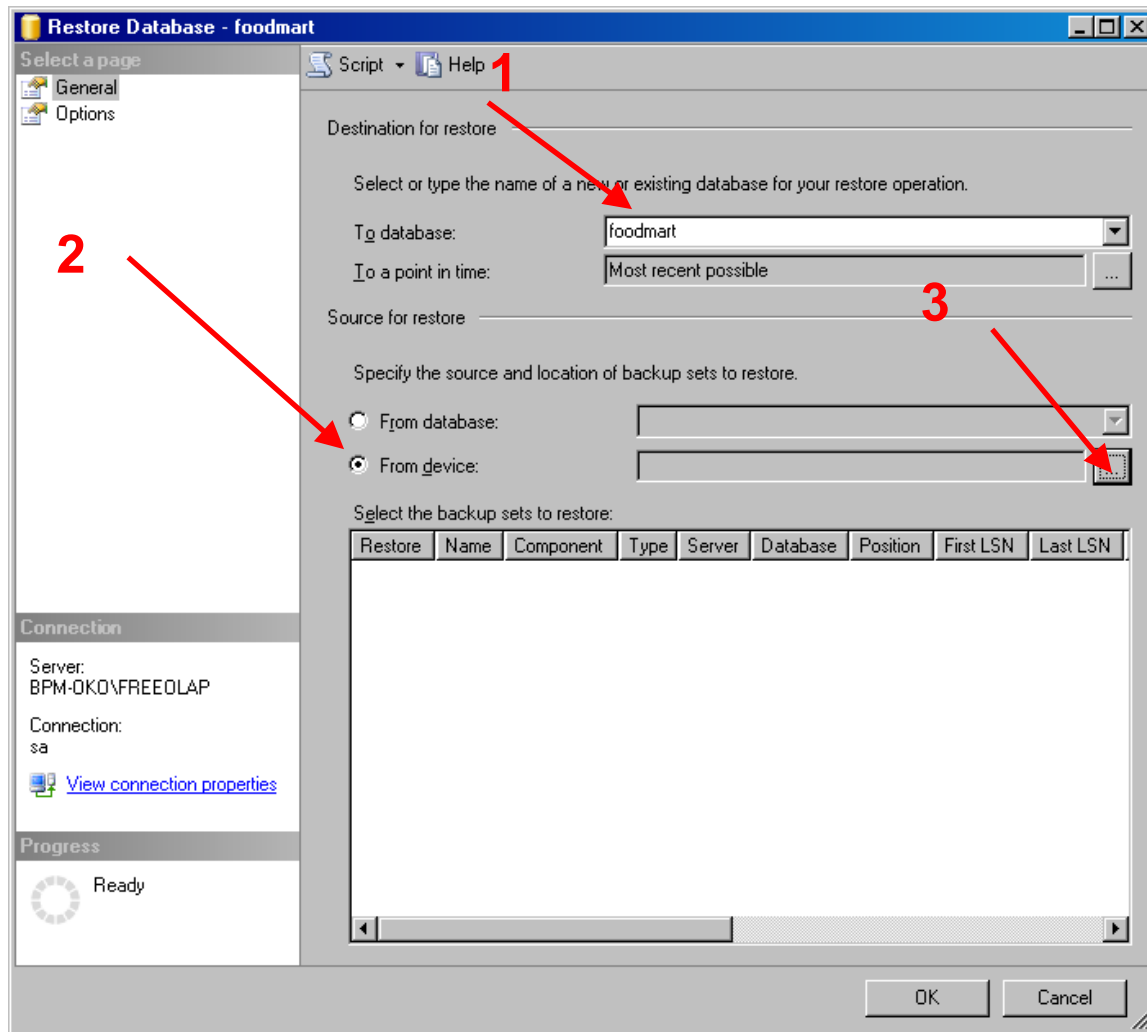 Restore Database - foodmart
Select a page
General
Options
Script Help
1
Destination for restore
Select or type the name of a new or existing database for your restore operation.
To database: foodmart
To a point in time: Most recent possible ...
2
3
Source for restore
Specify the source and location of backup sets to restore.
From database:
From device: ...
Select the backup sets to restore:
Restore Name Component Type Server Database Position First LSN Last LSN
Connection
Server:
BPM-OKO\FREEOLAP
Connection:
sa
View connection properties
Progress
Ready
OK Cancel